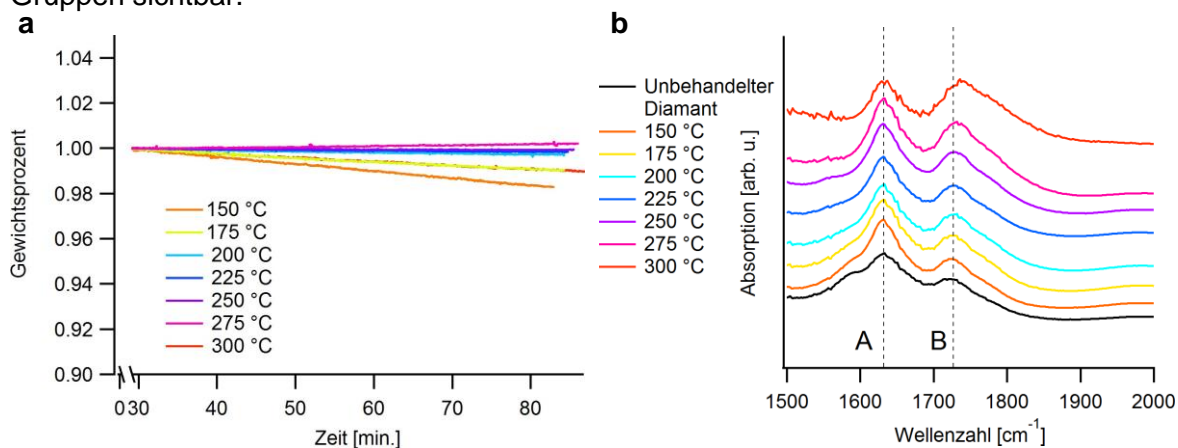 Gruppen sichtbar.
a
1.04
1.02
1.00
0.98
0.96
0.94
0.92
0.90
Gewichtsprozent
150 °C
175 °C
200 °C
225 °C
250 °C
275 °C
300 °C
0 30 40 50 60 70 80
Zeit [min.]
b
Unbehandelter
Diamant
150 °C
175 °C
200 °C
225 °C
250 °C
275 °C
300 °C
Absorption [arb. u.]
A B
1500 1600 1700 1800 1900 2000
Wellenzahl [cm⁻¹]